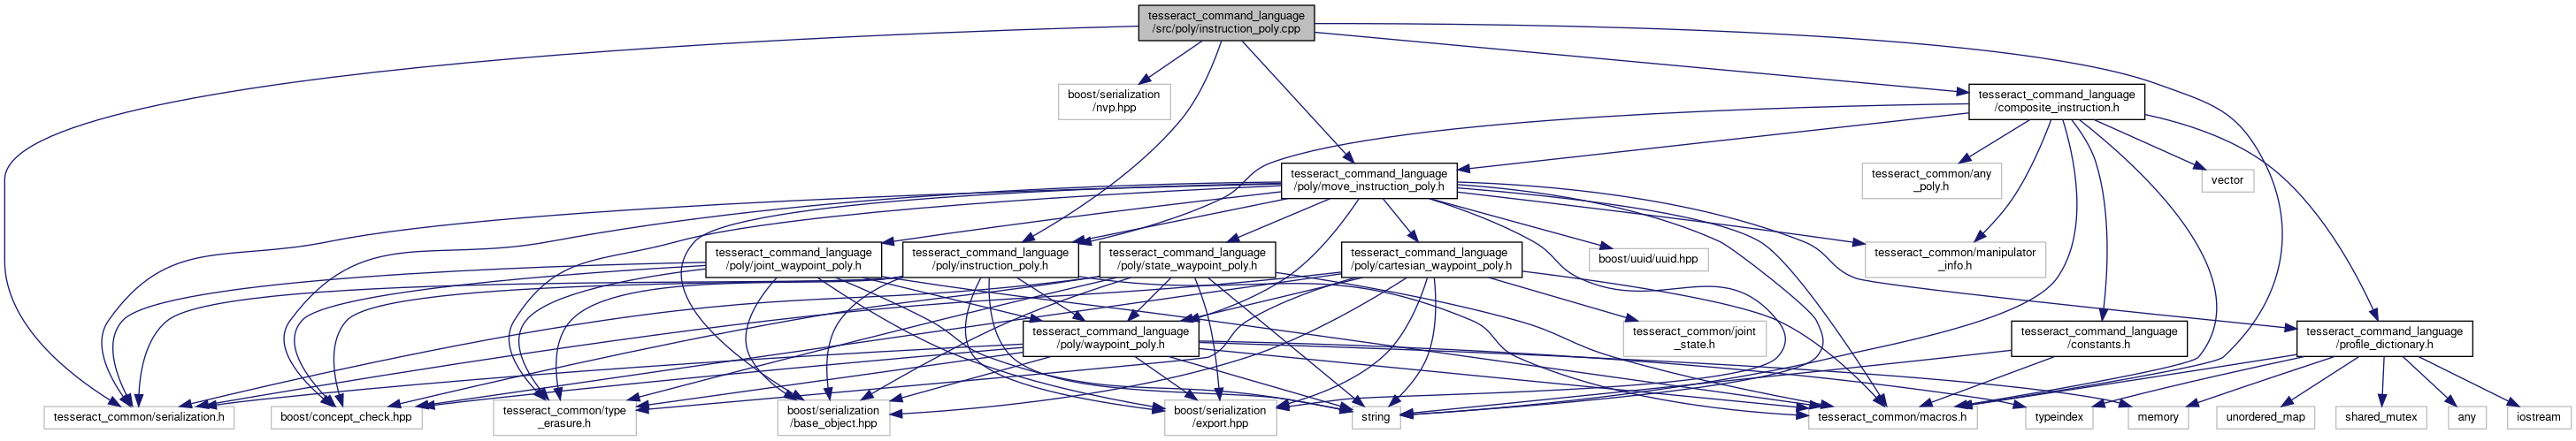 tesseract_command_language
/src/poly/instruction_poly.cpp
boost/serialization
/nvp.hpp
tesseract_command_language
/composite_instruction.h
tesseract_command_language
/poly/move_instruction_poly.h
tesseract_common/any
_poly.h
vector
tesseract_command_language
/poly/joint_waypoint_poly.h
tesseract_command_language
/poly/instruction_poly.h
tesseract_command_language
/poly/state_waypoint_poly.h
tesseract_command_language
/poly/cartesian_waypoint_poly.h
boost/uuid/uuid.hpp
tesseract_common/manipulator
_info.h
tesseract_command_language
/poly/waypoint_poly.h
tesseract_common/joint
_state.h
tesseract_command_language
/constants.h
tesseract_command_language
/profile_dictionary.h
tesseract_common/serialization.h
boost/concept_check.hpp
tesseract_common/type
_erasure.h
boost/serialization
/base_object.hpp
boost/serialization
/export.hpp
string
tesseract_common/macros.h
typeindex
memory
unordered_map
shared_mutex
any
iostream